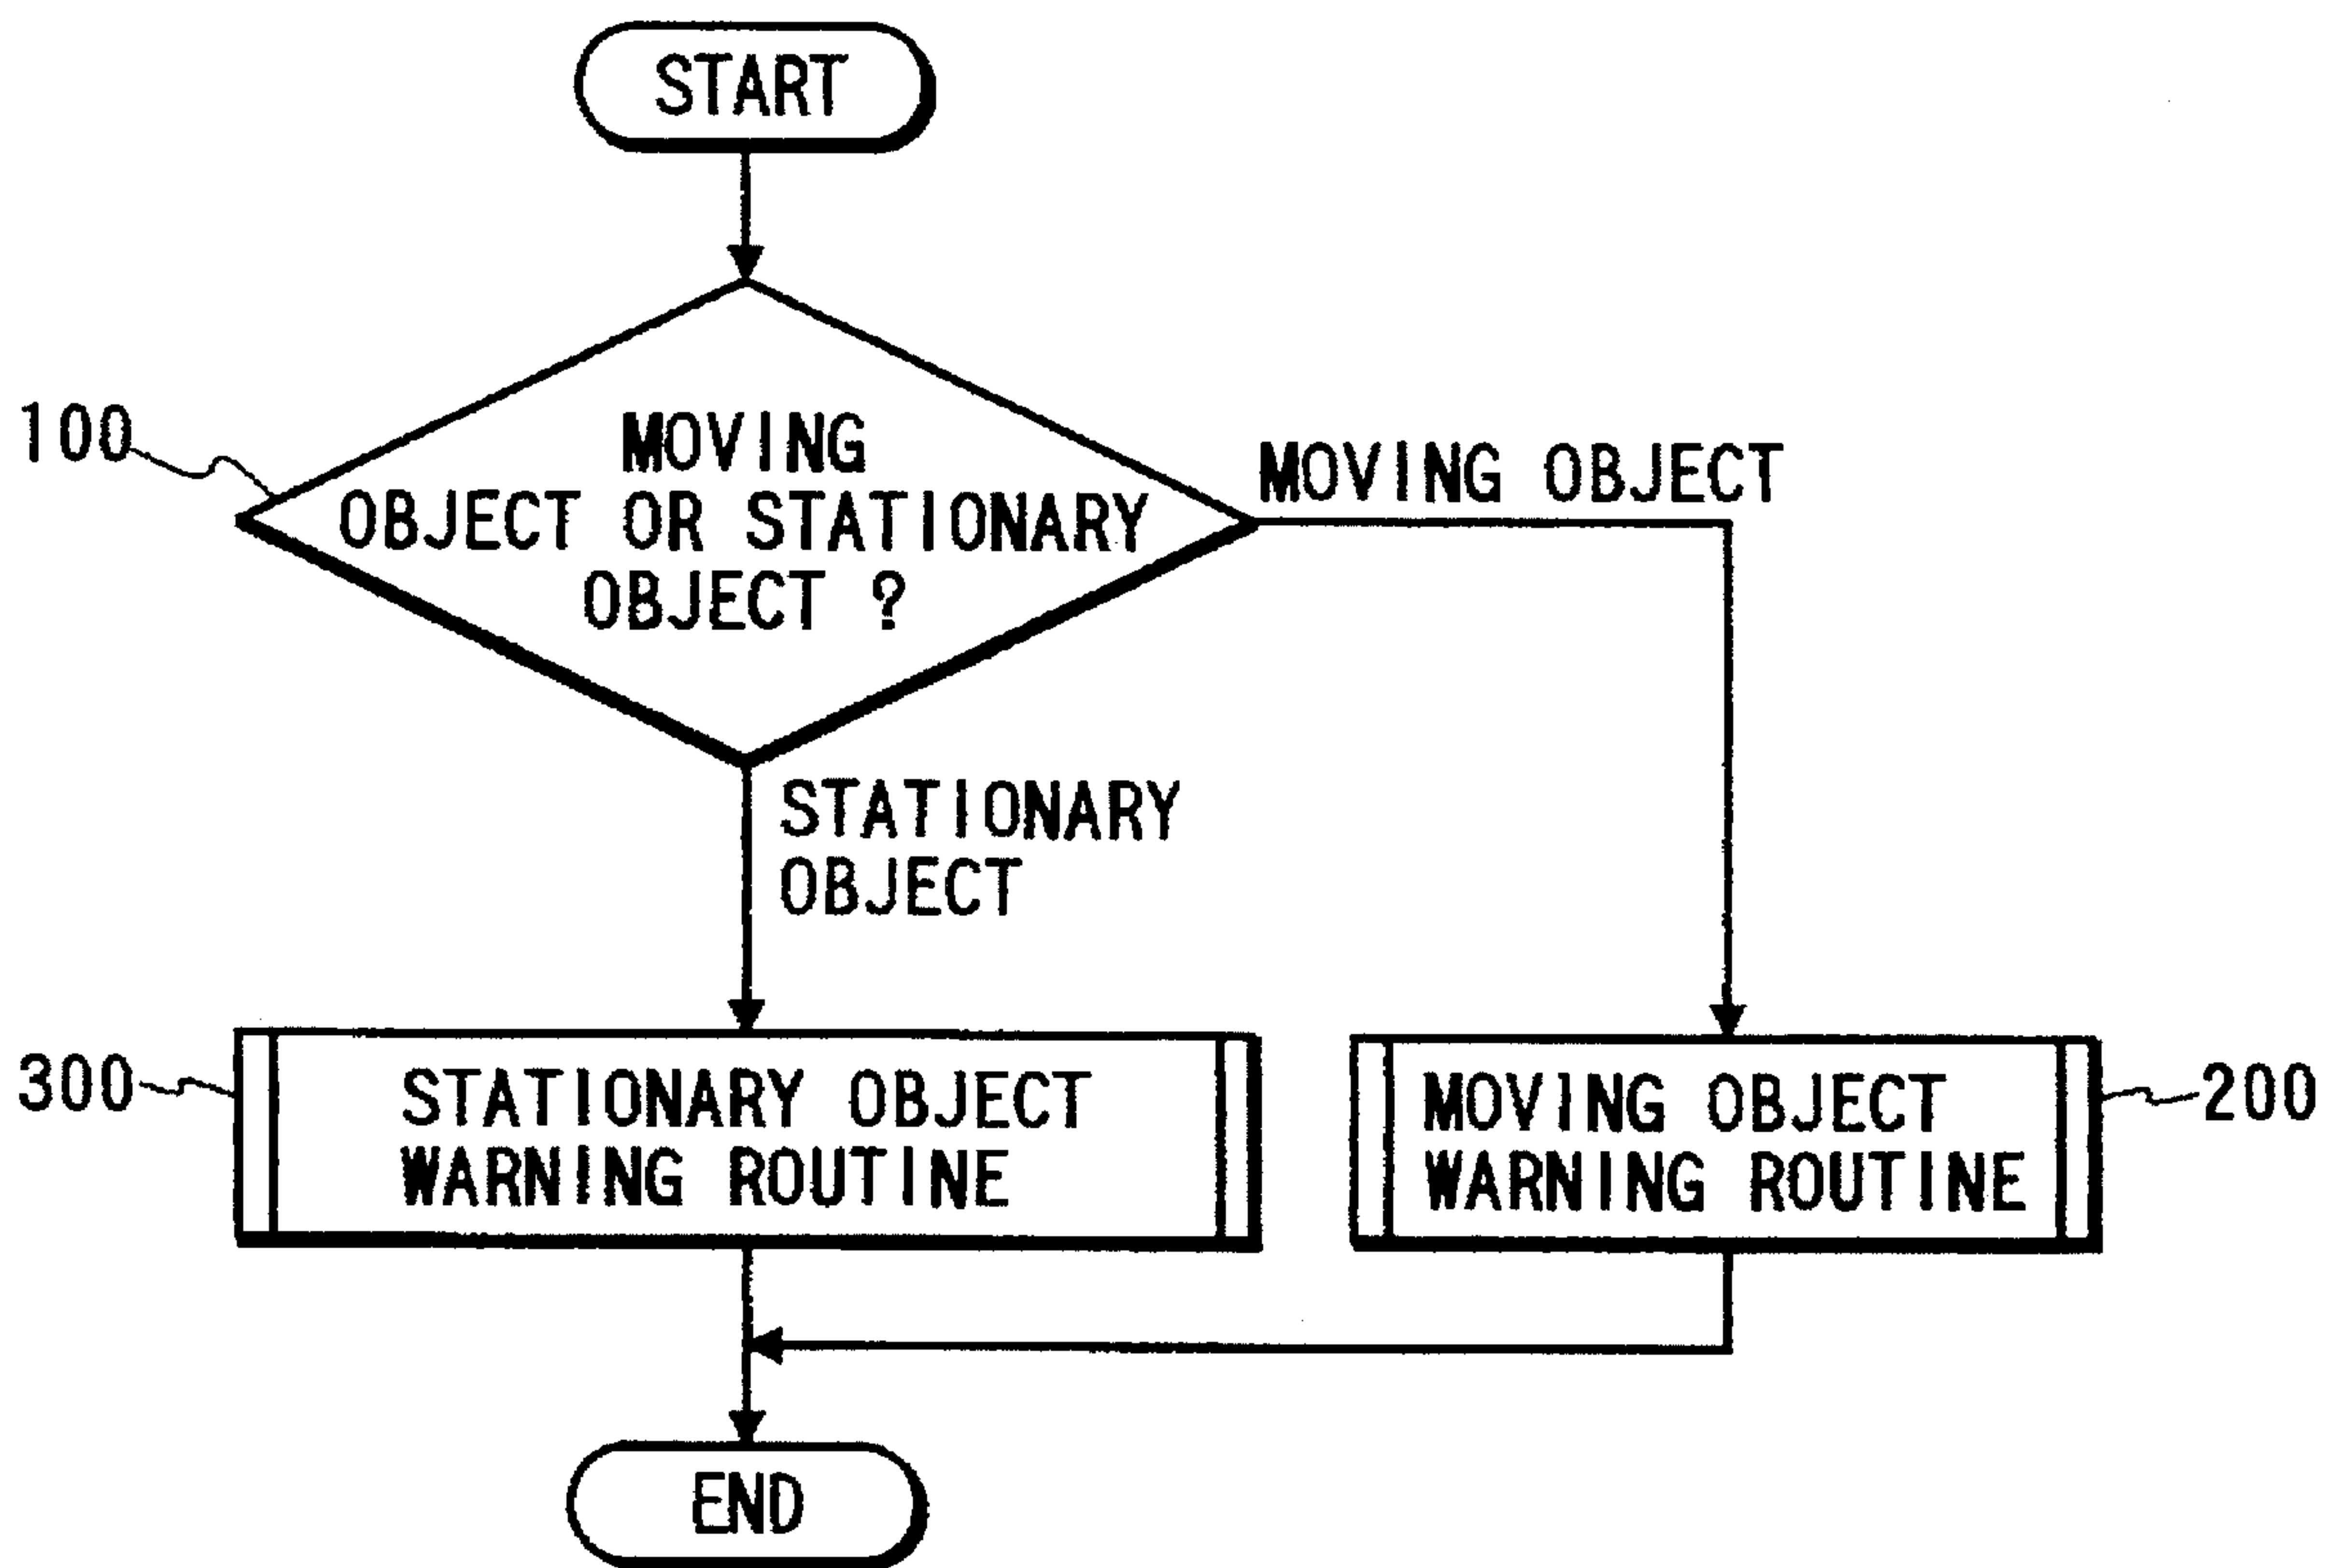 START
100
MOVING
OBJECT OR STATIONARY
OBJECT ?
MOVING OBJECT
STATIONARY
OBJECT
300
STATIONARY OBJECT
WARNING ROUTINE
MOVING OBJECT
WARNING ROUTINE
200
END